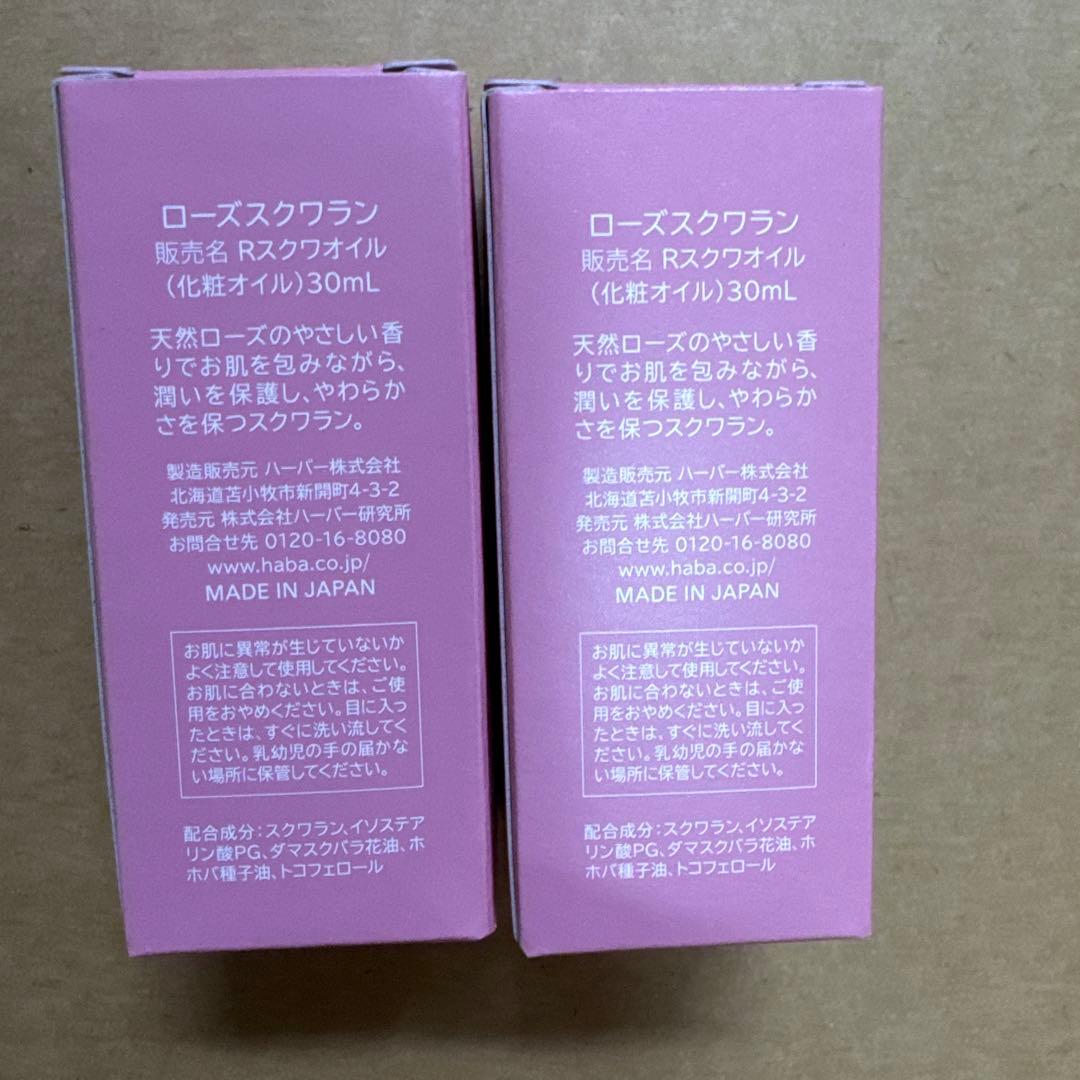 ローズスクワラン
販売名 Rスクワオイル
(化粧オイル)30mL
天然ローズのやさしい香
りでお肌を包みながら、
潤いを保護し、やわらか
さを保つスクワラン。
製造販売元 ハーバー株式会社
北海道苫小牧市新開町4-3-2
発売元 株式会社ハーバー研究所
お問合せ先 0120-16-8080
www.haba.co.jp/
MADE IN JAPAN
お肌に異常が生じていないか
よく注意して使用してください。
お肌に合わないときは、ご使
用をおやめください。目に入っ
たときは、すぐに洗い流してく
ださい。乳幼児の手の届かな
い場所に保管してください。
配合成分:スクワラン、イソステア
リン酸PG、ダマスクバラ花油、ホ
ホバ種子油、トコフェロール
ローズスクワラン
販売名 Rスクワオイル
(化粧オイル)30mL
天然ローズのやさしい香
りでお肌を包みながら、
潤いを保護し、やわらか
さを保つスクワラン。
製造販売元 ハーバー株式会社
北海道苫小牧市新開町4-3-2
発売元 株式会社ハーバー研究所
お問合せ先 0120-16-8080
www.haba.co.jp/
MADE IN JAPAN
お肌に異常が生じていないか
よく注意して使用してください。
お肌に合わないときは、ご使
用をおやめください。目に入っ
たときは、すぐに洗い流してく
ださい。乳幼児の手の届かな
い場所に保管してください。
配合成分:スクワラン、イソステア
リン酸PG、ダマスクバラ花油、ホ
ホバ種子油、トコフェロール